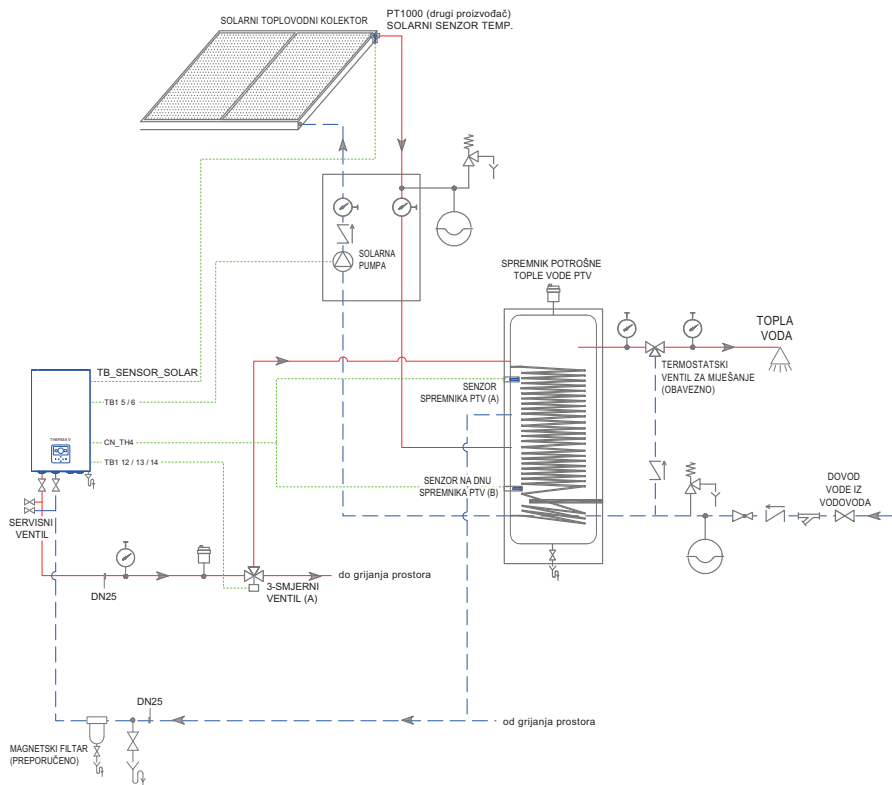 PT1000 (drugi proizvođač)
SOLARNI SENZOR TEMP.
SOLARNI TOPLOVODNI KOLEKTOR
SOLARNA
PUMPA
SPREMNIK POTROŠNE
TOPLE VODE PTV
TOPLA
VODA
TERMOSTATSKI
VENTIL ZA MIJEŠANJE
(OBAVEZNO)
TB_SENSOR_SOLAR
TB1 5 / 6
SENZOR
SPREMNIKA PTV (A)
THERMA V
CN_TH4
TB1 12 / 13 / 14
SENZOR NA DNU
SPREMNIKA PTV (B)
DOVOD
VODE IZ
VODOVODA
SERVISNI
VENTIL
DN25
3-SMJERNI
VENTIL (A)
do grijanja prostora
DN25
od grijanja prostora
MAGNETSKI FILTAR
(PREPORUČENO)